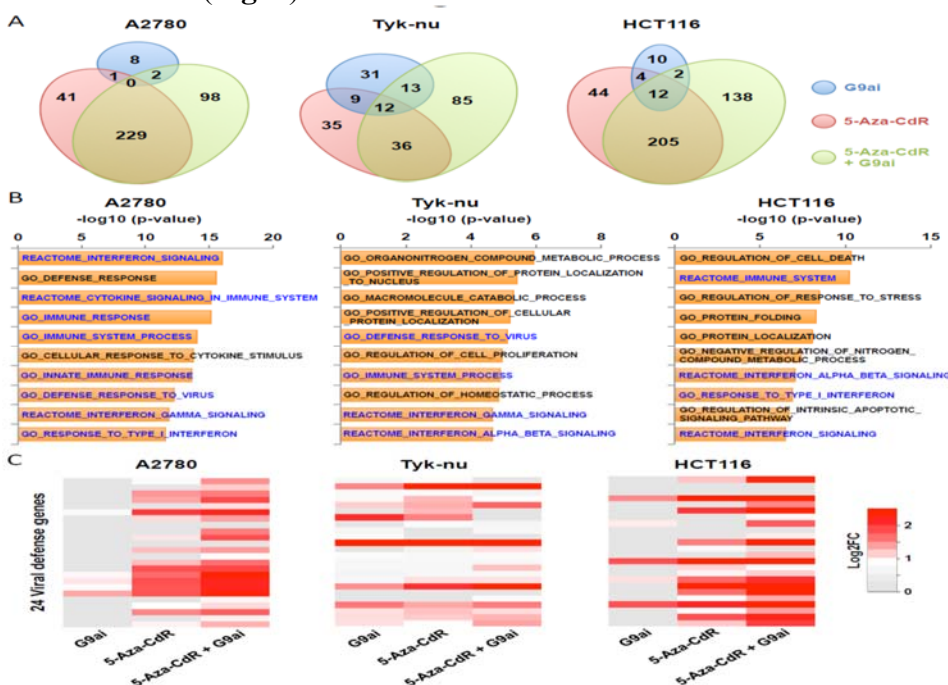 A
A2780
Tyk-nu
HCT116
8
1
2
0
41
98
229
31
9
13
12
35
85
36
10
4
2
12
44
138
205
G9ai
5-Aza-CdR
5-Aza-CdR
+ G9ai
B
A2780
-log10 (p-value)
0 5 10 15 20
REACTOME_INTERFERON_SIGNALING
GO_DEFENSE_RESPONSE
REACTOME_CYTOKINE_SIGNALING_IN_IMMUNE_SYSTEM
GO_IMMUNE_RESPONSE
GO_IMMUNE_SYSTEM_PROCESS
GO_CELLULAR_RESPONSE_TO_CYTOKINE_STIMULUS
GO_INNATE_IMMUNE_RESPONSE
GO_DEFENSE_RESPONSE_TO_VIRUS
REACTOME_INTERFERON_GAMMA_SIGNALING
GO_RESPONSE_TO_TYPE_I_INTERFERON
Tyk-nu
-log10 (p-value)
0 2 4 6 8
GO_ORGANONITROGEN_COMPOUND_METABOLIC_PROCESS
GO_POSITIVE_REGULATION_OF_PROTEIN_LOCALIZATION
_TO_NUCLEUS
GO_MACROMOLECULE_CATABOLIC_PROCESS
GO_POSITIVE_REGULATION_OF_CELLULAR
_PROTEIN_LOCALIZATION
GO_DEFENSE_RESPONSE_TO_VIRUS
GO_REGULATION_OF_CELL_PROLIFERATION
GO_IMMUNE_SYSTEM_PROCESS
GO_REGULATION_OF_HOMEOSTATIC_PROCESS
REACTOME_INTERFERON_GAMMA_SIGNALING
REACTOME_INTERFERON_ALPHA_BETA_SIGNALING
HCT116
-log10 (p-value)
0 5 10 15
GO_REGULATION_OF_CELL_DEATH
REACTOME_IMMUNE_SYSTEM
GO_REGULATION_OF_RESPONSE_TO_STRESS
GO_PROTEIN_FOLDING
GO_PROTEIN_LOCALIZATION
GO_NEGATIVE_REGULATION_OF_NITROGEN_
COMPOUND_METABOLIC_PROCESS
REACTOME_INTERFERON_ALPHA_BETA_SIGNALING
GO_RESPONSE_TO_TYPE_I_INTERFERON
GO_REGULATION_OF_INTRINSIC_APOPTOTIC_
SIGNALING_PATHWAY
REACTOME_INTERFERON_SIGNALING
C
A2780
Tyk-nu
HCT116
24 Viral defense genes
G9ai
5-Aza-CdR
5-Aza-CdR + G9ai
G9ai
5-Aza-CdR
5-Aza-CdR + G9ai
G9ai
5-Aza-CdR
5-Aza-CdR + G9ai
Log2FC
2
1
0